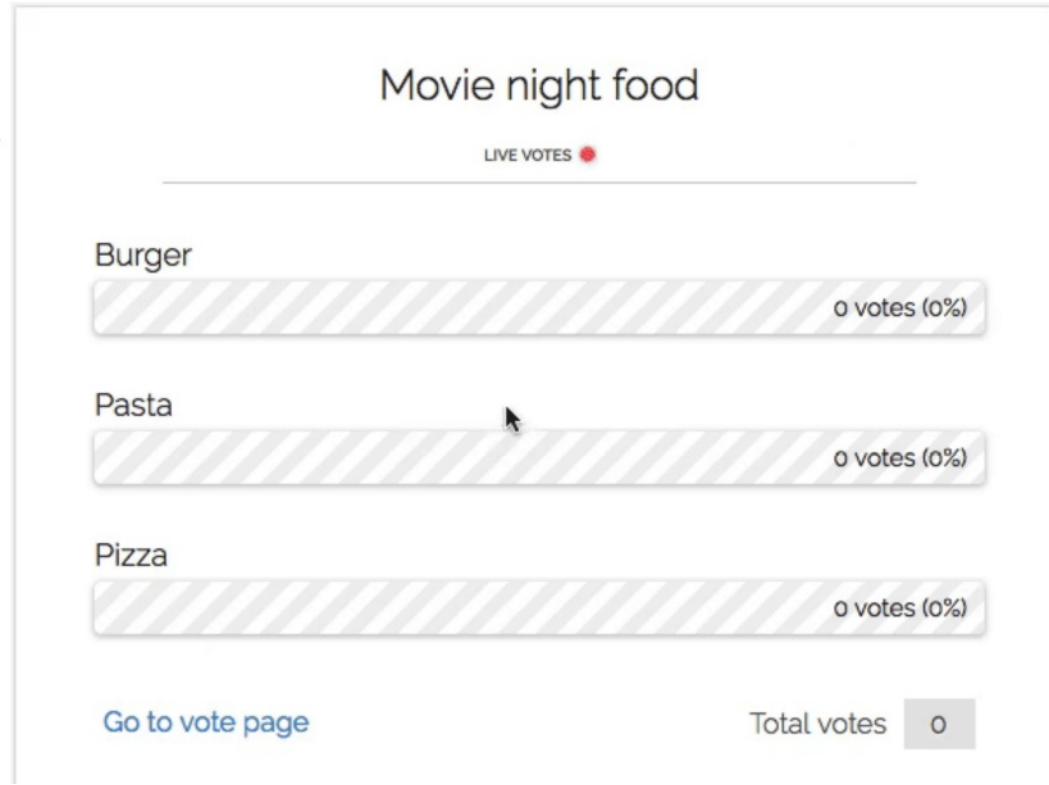 Movie night food
LIVE VOTES
Burger
0 votes (0%)
Pasta
0 votes (0%)
Pizza
0 votes (0%)
Go to vote page Total votes 0